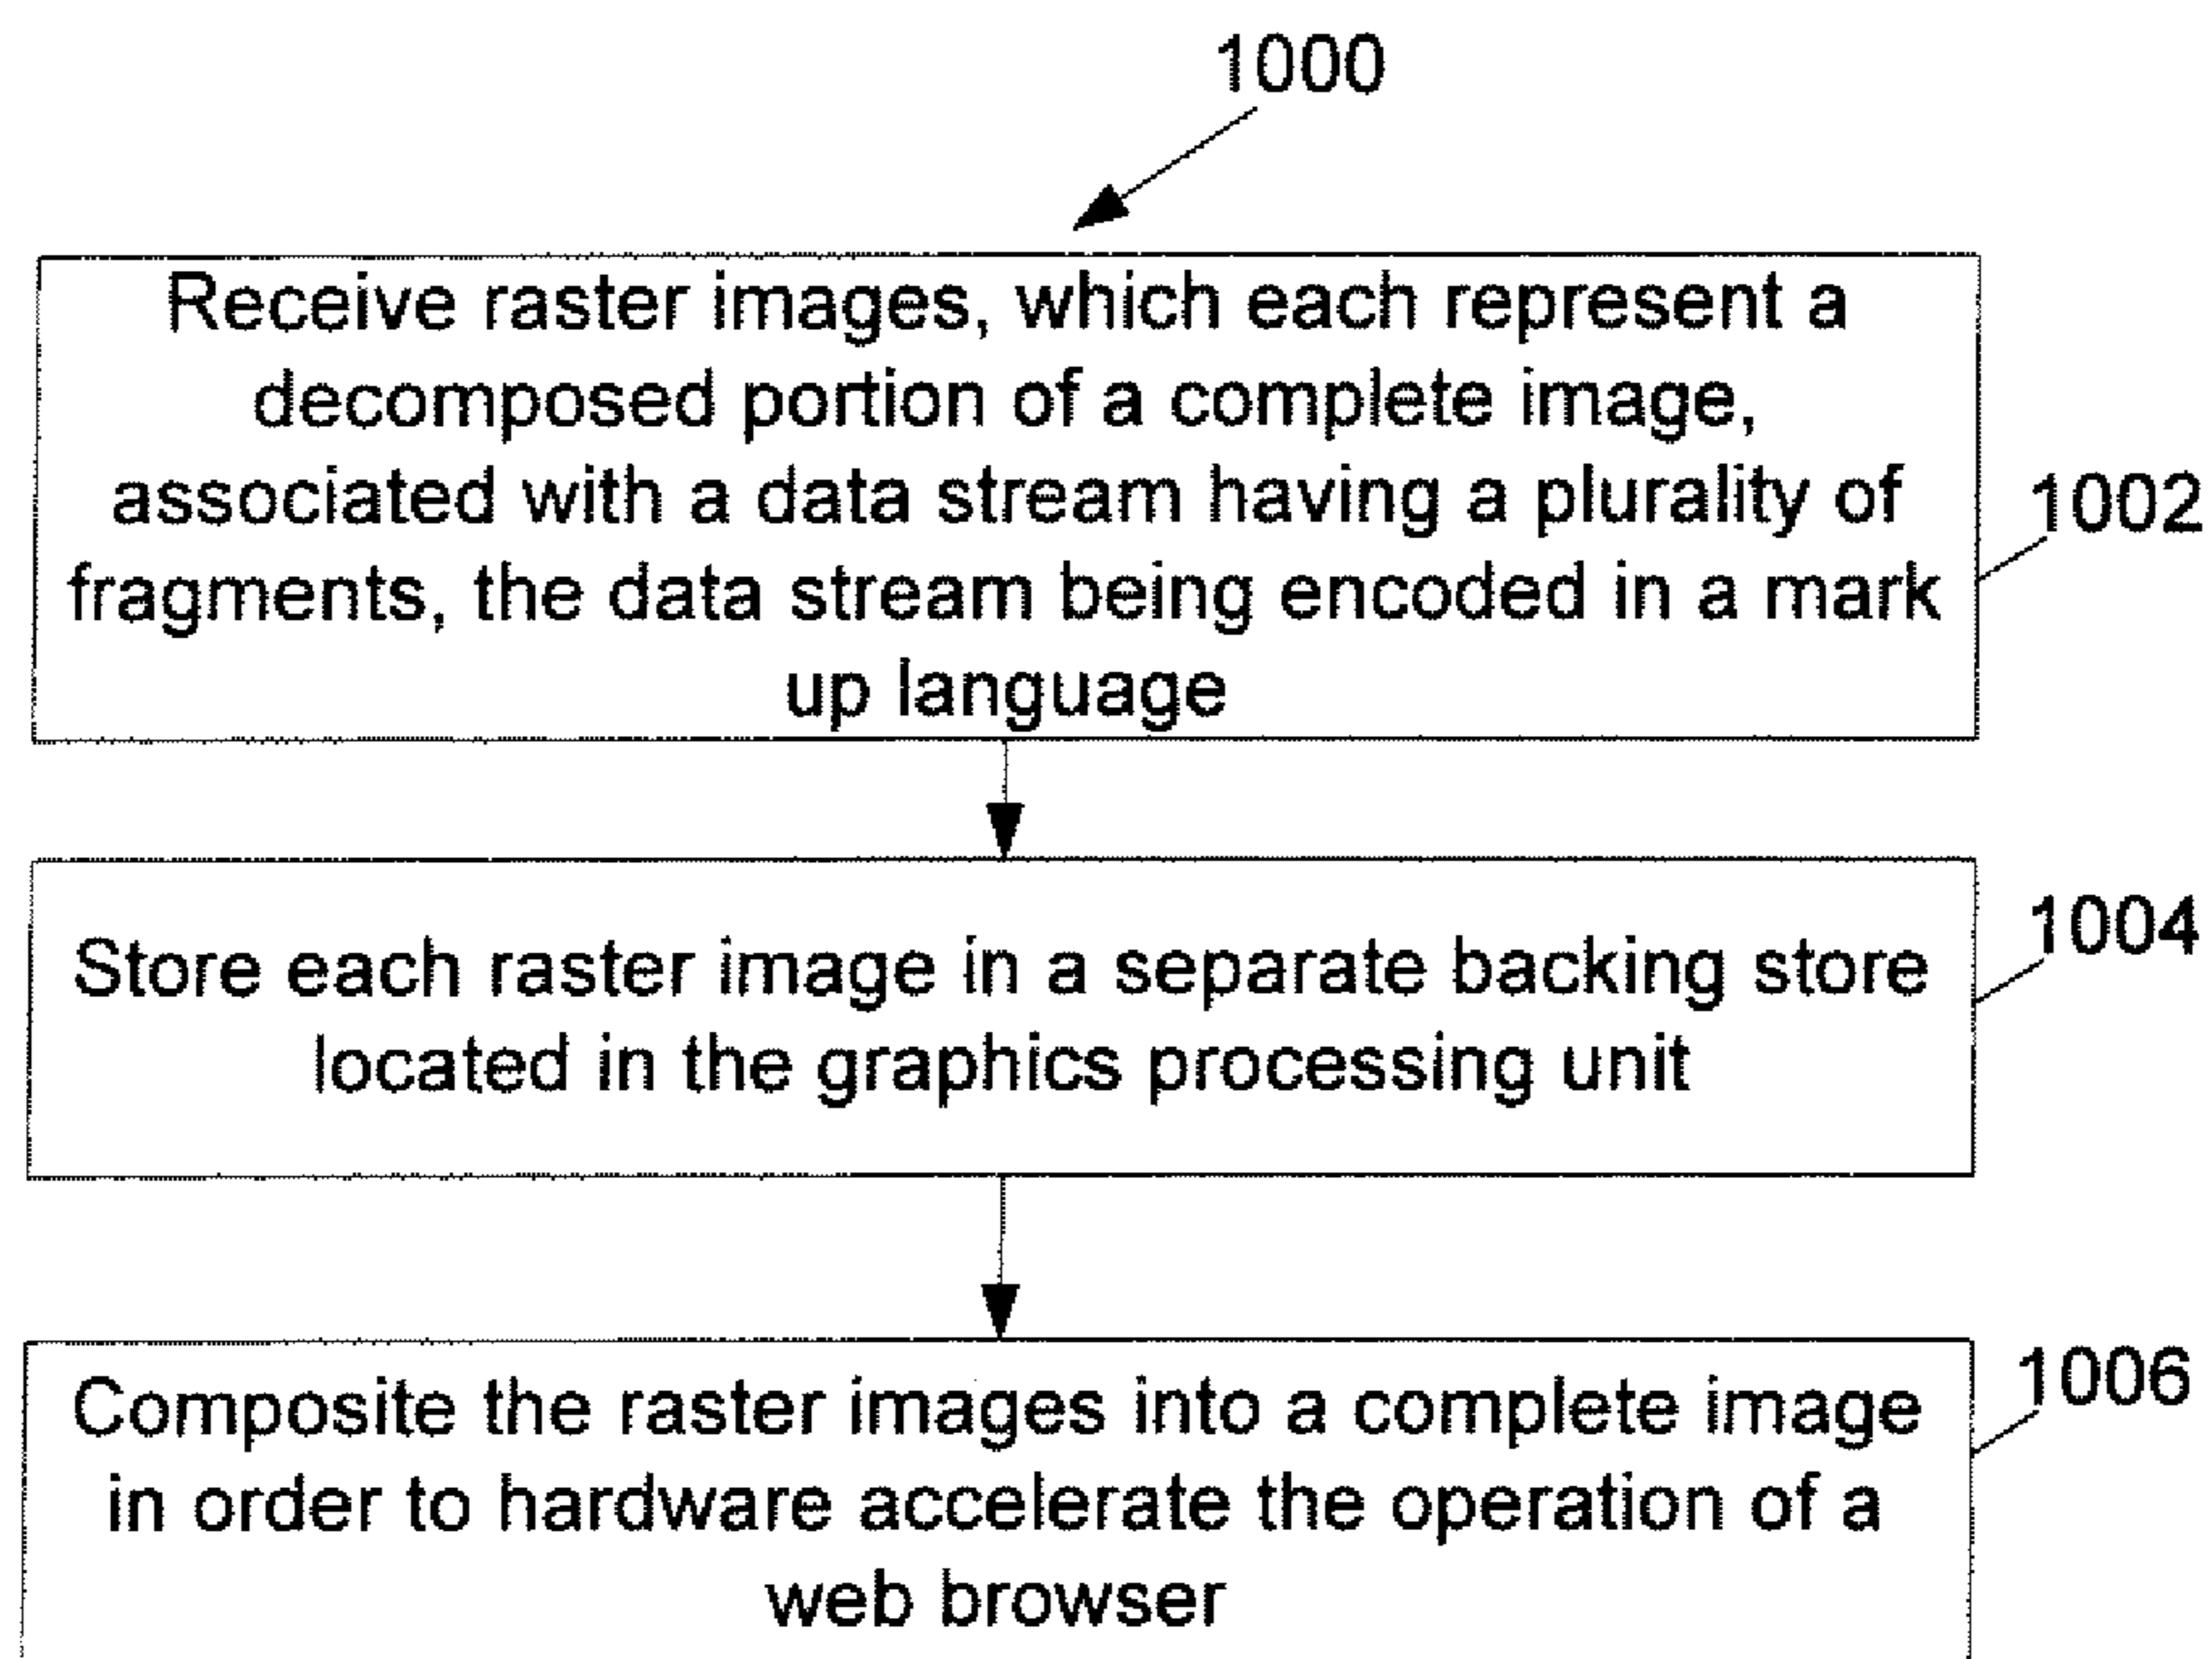 1000
Receive raster images, which each represent a
decomposed portion of a complete image,
associated with a data stream having a plurality of
fragments, the data stream being encoded in a mark
up language
1002
Store each raster image in a separate backing store
located in the graphics processing unit
1004
Composite the raster images into a complete image
in order to hardware accelerate the operation of a
web browser
1006